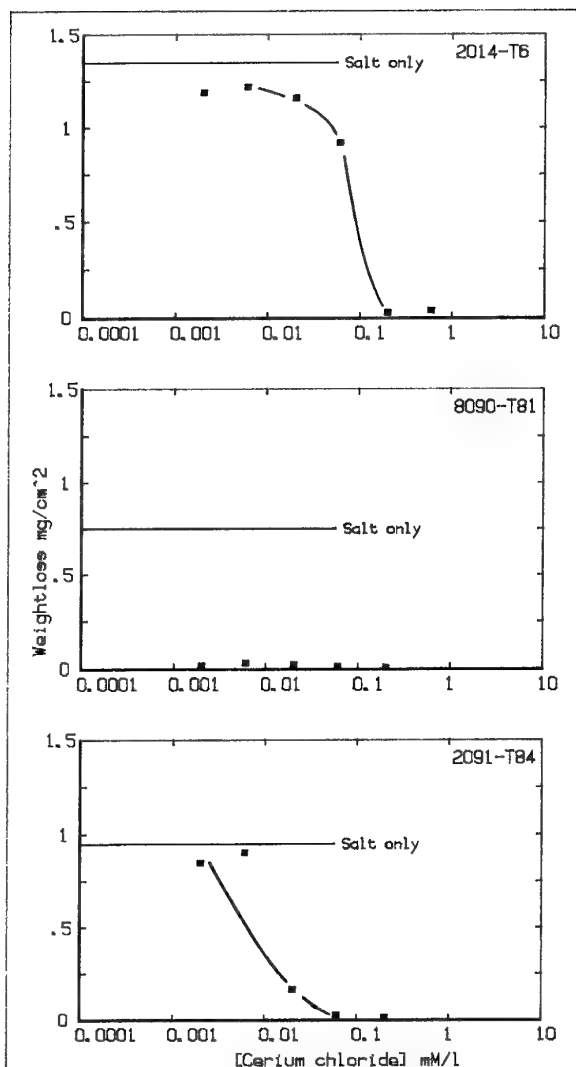 1.5
2014-T6
Salt only
1
.5
0
0.0001 0.001 0.01 0.1 1 10
1.5
8090-T81
1
Salt only
.5
0
0.0001 0.001 0.01 0.1 1 10
Weightloss mg/cm^2
1.5
2091-T84
1
Salt only
.5
0
0.0001 0.001 0.01 0.1 1 10
[Cerium chloride] mM/l